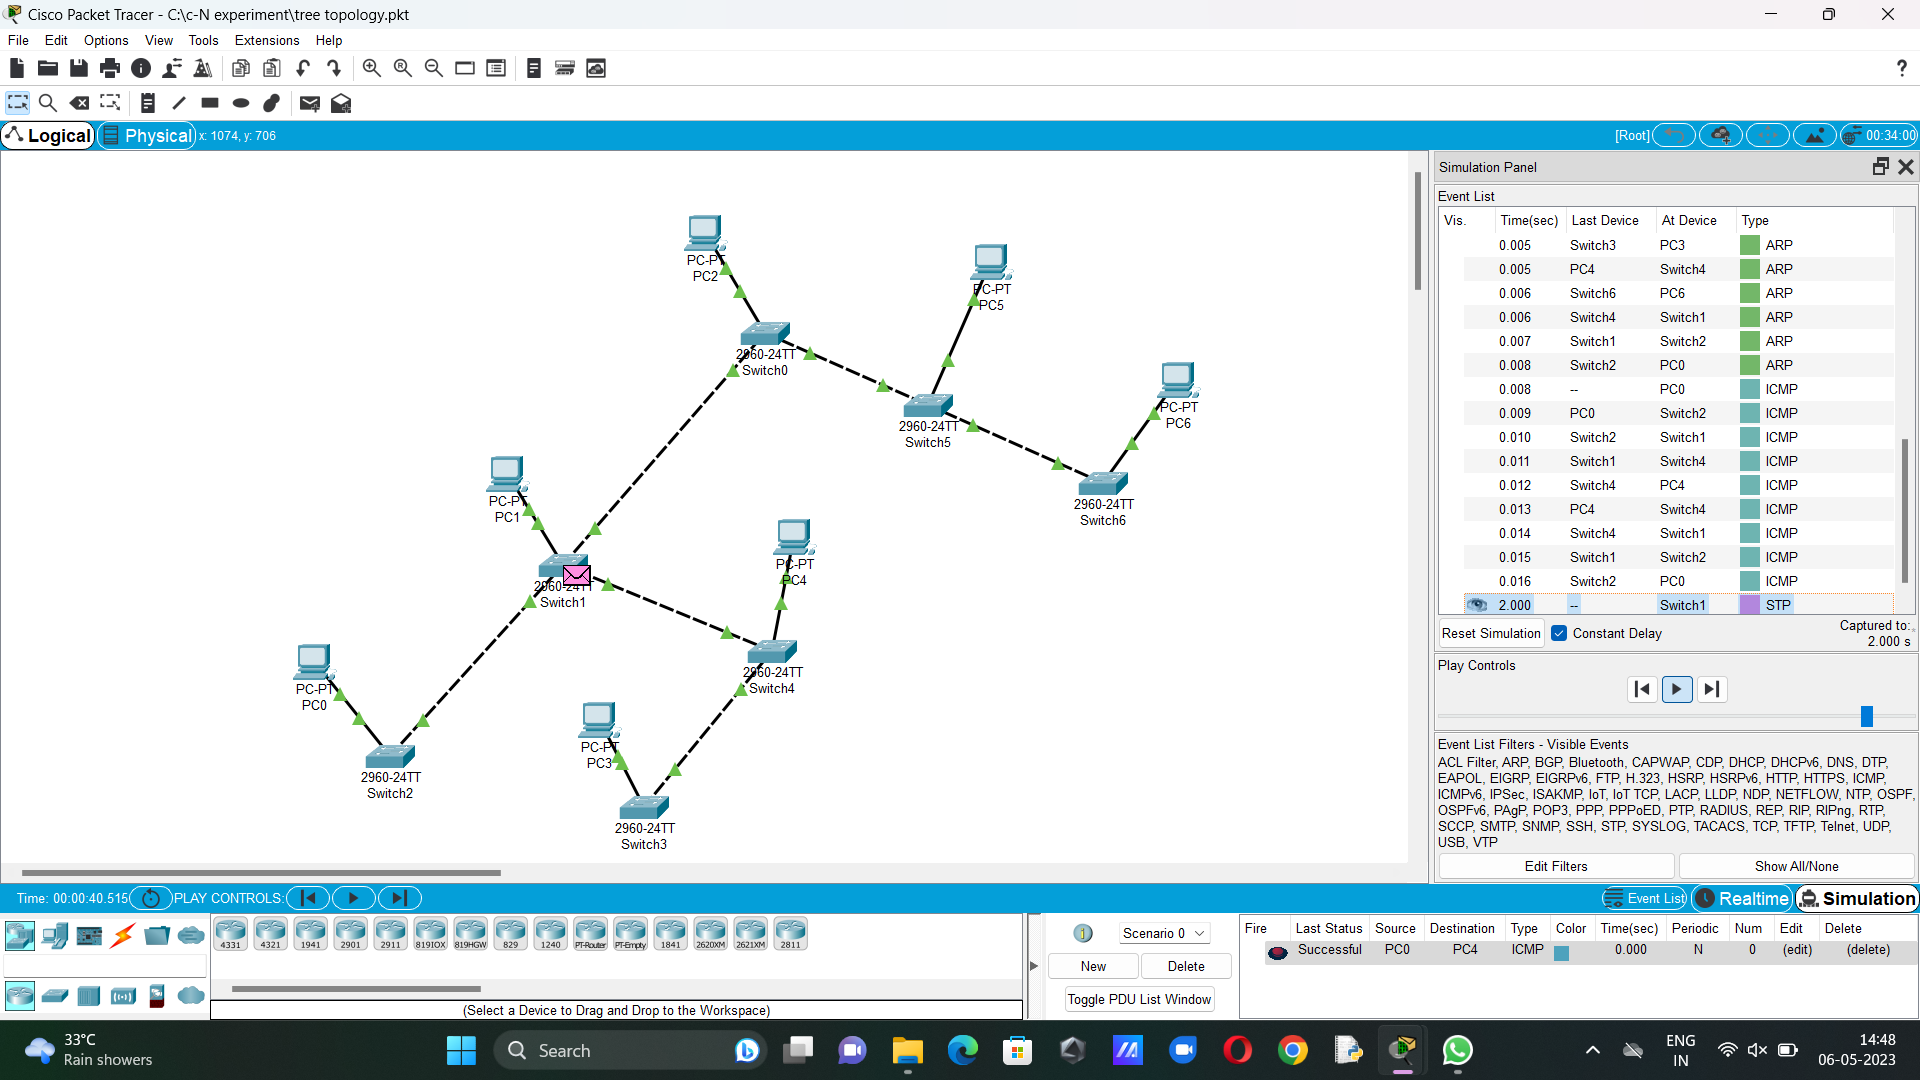 Cisco Packet Tracer - C:\c-N experiment\tree topology.pkt
File Edit Options View Tools Extensions Help
?
Logical Physical x: 1074, y: 706 [Root] 00:34:00
PC-PT
PC2
PC-PT
PC5
2960-24TT
Switch0
PC-PT
PC6
2960-24TT
Switch5
PC-PT
PC1
2960-24TT
Switch6
PC-PT
PC4
2960-24TT
Switch1
PC-PT
PC0
2960-24TT
Switch4
PC-PT
PC3
2960-24TT
Switch2
2960-24TT
Switch3
Simulation Panel
Event List
Vis. Time(sec) Last Device At Device Type
0.005 Switch3 PC3 ARP
0.005 PC4 Switch4 ARP
0.006 Switch6 PC6 ARP
0.006 Switch4 Switch1 ARP
0.007 Switch1 Switch2 ARP
0.008 Switch2 PC0 ARP
0.008 -- PC0 ICMP
0.009 PC0 Switch2 ICMP
0.010 Switch2 Switch1 ICMP
0.011 Switch1 Switch4 ICMP
0.012 Switch4 PC4 ICMP
0.013 PC4 Switch4 ICMP
0.014 Switch4 Switch1 ICMP
0.015 Switch1 Switch2 ICMP
0.016 Switch2 PC0 ICMP
2.000 -- Switch1 STP
Reset Simulation Constant Delay Captured to:
2.000 s
Play Controls
Event List Filters - Visible Events
ACL Filter, ARP, BGP, Bluetooth, CAPWAP, CDP, DHCP, DHCPv6, DNS, DTP,
EAPOL, EIGRP, EIGRPv6, FTP, H.323, HSRP, HSRPv6, HTTP, HTTPS, ICMP,
ICMPv6, IPSec, ISAKMP, IoT, IoT TCP, LACP, LLDP, NDP, NETFLOW, NTP, OSPF,
OSPFv6, PAgP, POP3, PPP, PPPoED, PTP, RADIUS, REP, RIP, RIPng, RTP,
SCCP, SMTP, SNMP, SSH, STP, SYSLOG, TACACS, TCP, TFTP, Telnet, UDP,
USB, VTP
Edit Filters Show All/None
Time: 00:00:40.515 PLAY CONTROLS: Event List Realtime Simulation
4331 4321 1941 2901 2911 819IOX 819HGW 829 1240 PT-Router PT-Empty 1841 2620XM 2621XM 2811
(Select a Device to Drag and Drop to the Workspace)
Scenario 0
New Delete
Toggle PDU List Window
Fire Last Status Source Destination Type Color Time(sec) Periodic Num Edit Delete
Successful PC0 PC4 ICMP 0.000 N 0 (edit) (delete)
33°C
Rain showers
Search
ENG
IN
14:48
06-05-2023